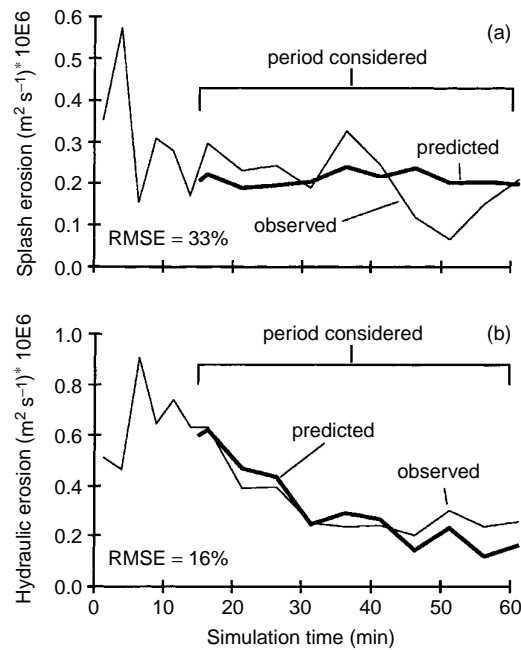 (a)
Splash erosion (m² s⁻¹)* 10E6
0.6
0.5
0.4
0.3
0.2
0.1
0.0
period considered
predicted
observed
RMSE = 33%
(b)
Hydraulic erosion (m² s⁻¹)* 10E6
1.0
0.8
0.6
0.4
0.2
0.0
period considered
predicted
observed
RMSE = 16%
0 10 20 30 40 50 60
Simulation time (min)